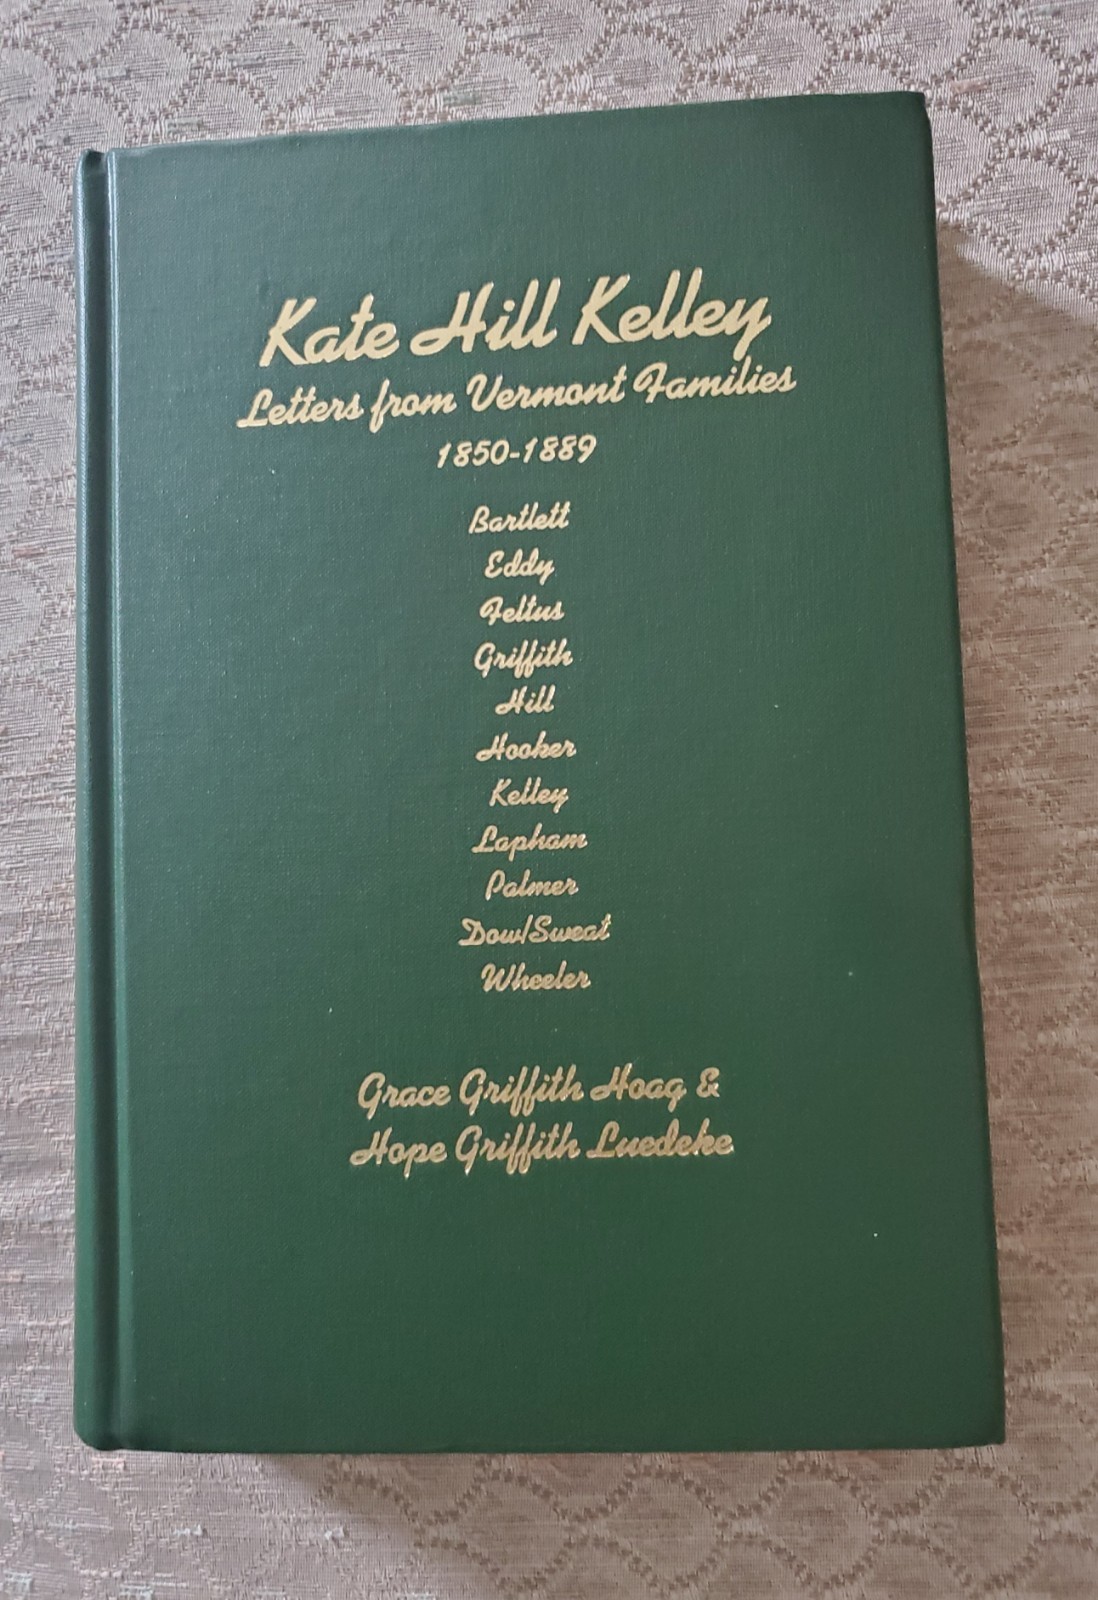 Kate Hill Kelley
Letters from Vermont Families
1850-1889
Bartlett
Eddy
Feltus
Griffith
Hill
Hooker
Kelley
Lapham
Palmer
Dow/Sweat
Wheeler
Grace Griffith Hoag &
Hope Griffith Luedeke